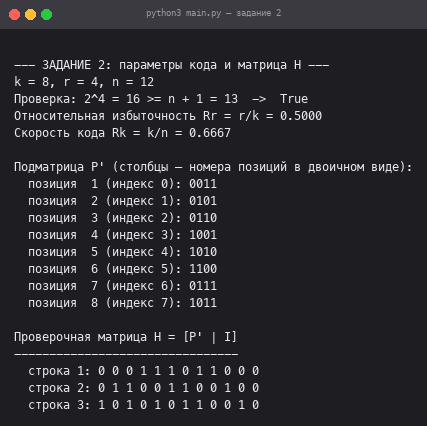 python3 main.py — задание 2
--- ЗАДАНИЕ 2: параметры кода и матрица H ---
k = 8, r = 4, n = 12
Проверка: 2^4 = 16 >= n + 1 = 13  ->  True
Относительная избыточность Rr = r/k = 0.5000
Скорость кода Rk = k/n = 0.6667
Подматрица P' (столбцы — номера позиций в двоичном виде):
позиция  1 (индекс 0): 0011
позиция  2 (индекс 1): 0101
позиция  3 (индекс 2): 0110
позиция  4 (индекс 3): 1001
позиция  5 (индекс 4): 1010
позиция  6 (индекс 5): 1100
позиция  7 (индекс 6): 0111
позиция  8 (индекс 7): 1011
Проверочная матрица H = [P' | I]
--------------------------------
строка 1: 0 0 0 1 1 1 0 1 1 0 0 0
строка 2: 0 1 1 0 0 1 1 0 0 1 0 0
строка 3: 1 0 1 0 1 0 1 1 0 0 1 0